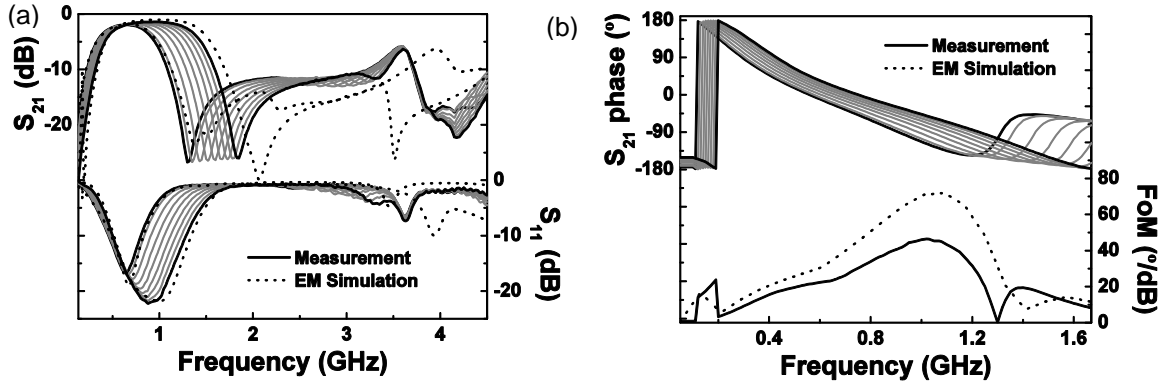 (a)
0
-10
-20
S21 (dB)
0
-10
-20
S11 (dB)
Measurement
EM Simulation
1
2
3
4
Frequency (GHz)
(b)
180
90
0
-90
-180
S21 phase (º)
Measurement
EM Simulation
80
60
40
20
0
FoM (º/dB)
0.4
0.8
1.2
1.6
Frequency (GHz)